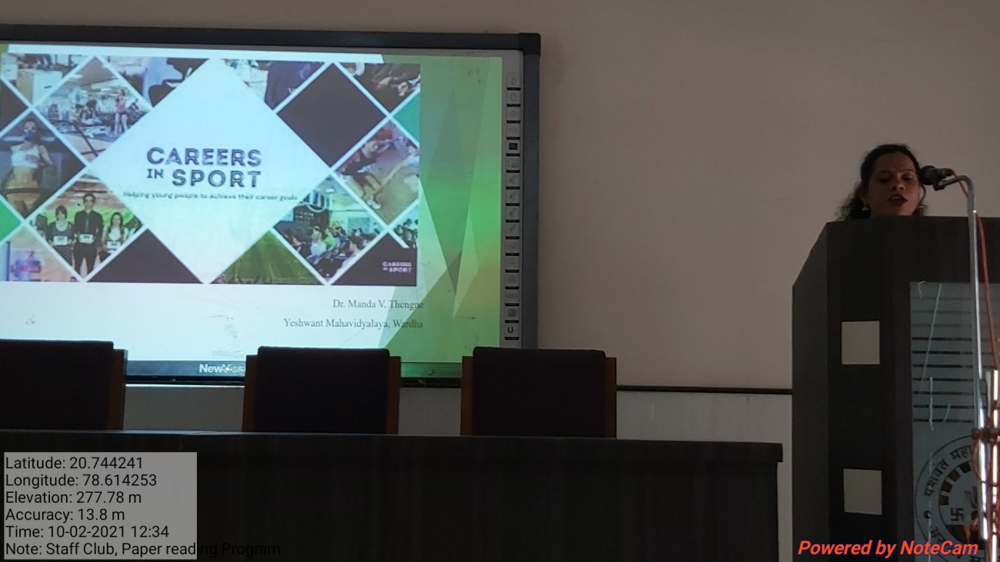 CAREERS
IN SPORT
Helping young people to achieve their career goals
CAREERS
IN SPORT
Dr. Manda V. Thengne
Yeshwant Mahavidyalaya, Wardha
यशवंत महा
Latitude: 20.744241
Longitude: 78.614253
Elevation: 277.78 m
Accuracy: 13.8 m
Time: 10-02-2021 12:34
Note: Staff Club, Paper reading Program
Powered by NoteCam